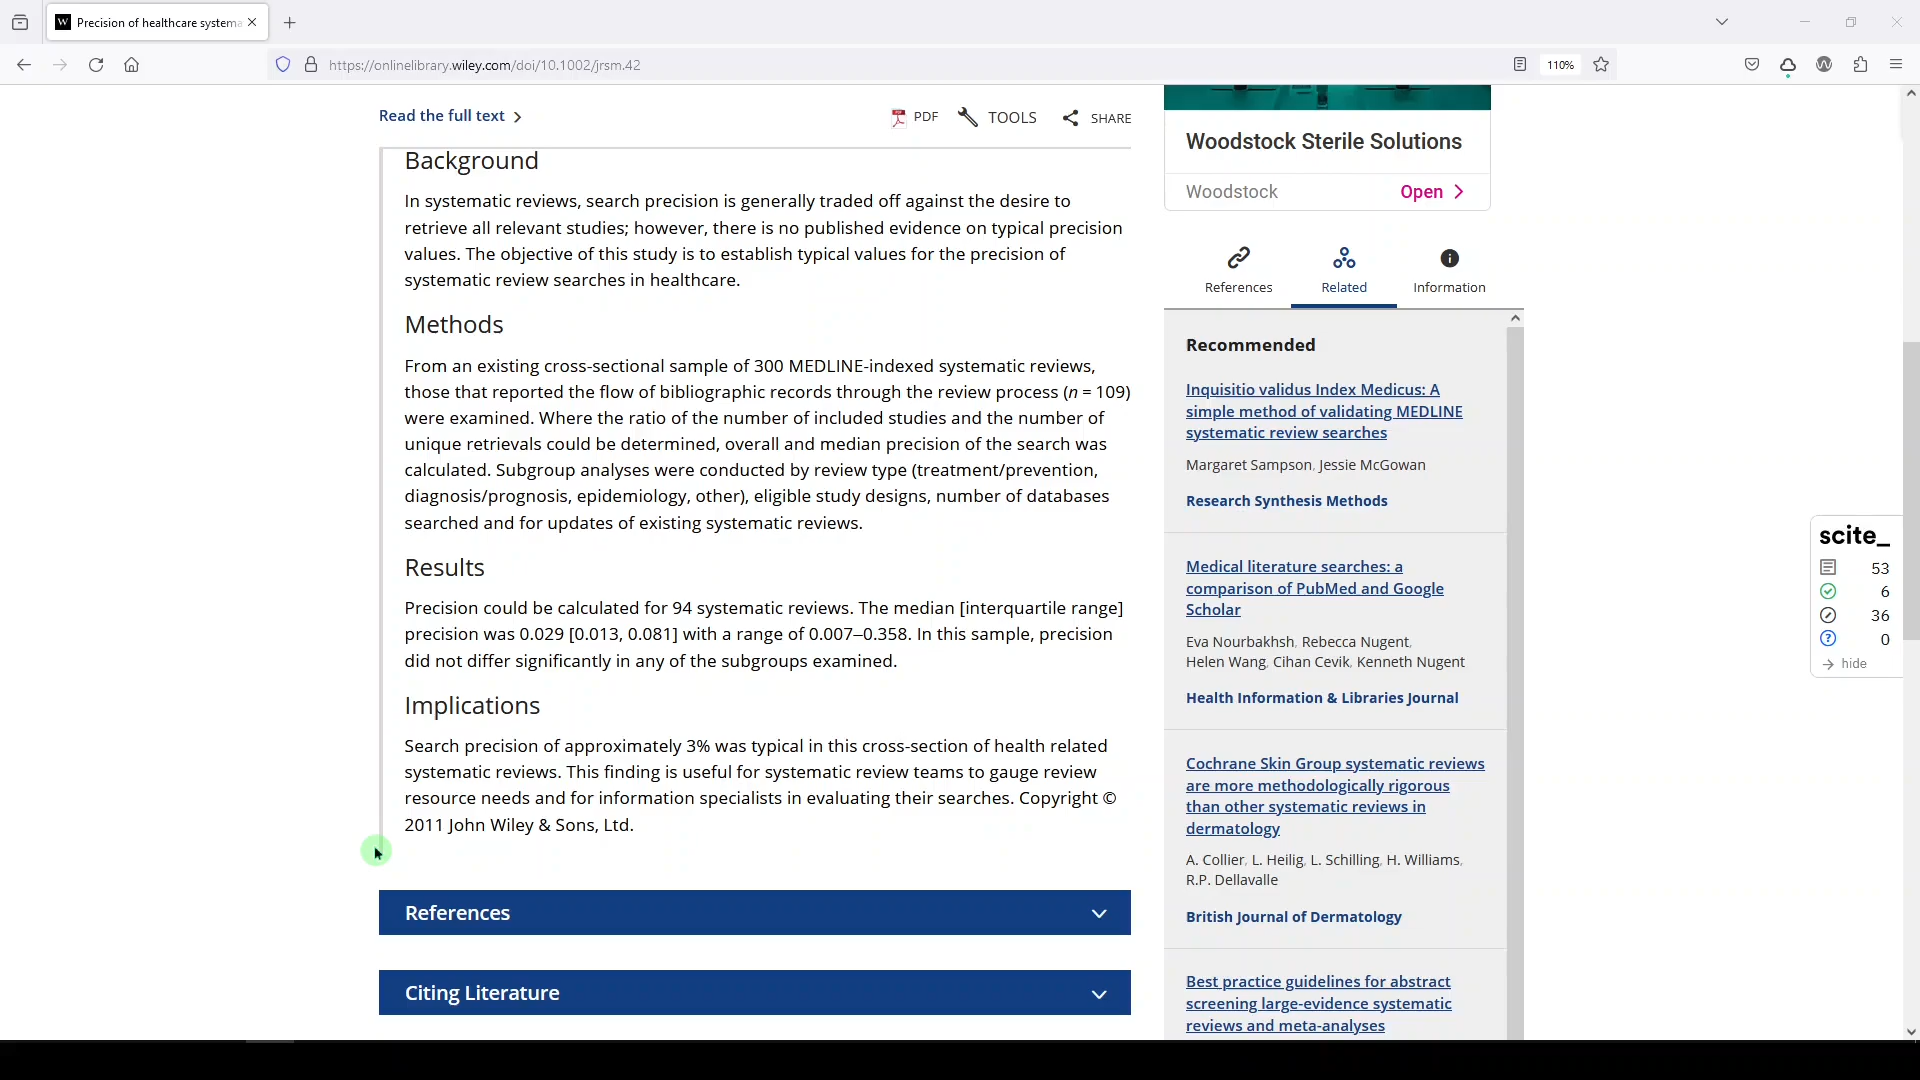 W Precision of healthcare systema
https://onlinelibrary.wiley.com/doi/10.1002/jrsm.42
110%
Read the full text
PDF
TOOLS
SHARE
Background
In systematic reviews, search precision is generally traded off against the desire to
retrieve all relevant studies; however, there is no published evidence on typical precision
values. The objective of this study is to establish typical values for the precision of
systematic review searches in healthcare.
Methods
From an existing cross-sectional sample of 300 MEDLINE-indexed systematic reviews,
those that reported the flow of bibliographic records through the review process (n = 109)
were examined. Where the ratio of the number of included studies and the number of
unique retrievals could be determined, overall and median precision of the search was
calculated. Subgroup analyses were conducted by review type (treatment/prevention,
diagnosis/prognosis, epidemiology, other), eligible study designs, number of databases
searched and for updates of existing systematic reviews.
Results
Precision could be calculated for 94 systematic reviews. The median [interquartile range]
precision was 0.029 [0.013, 0.081] with a range of 0.007–0.358. In this sample, precision
did not differ significantly in any of the subgroups examined.
Implications
Search precision of approximately 3% was typical in this cross-section of health related
systematic reviews. This finding is useful for systematic review teams to gauge review
resource needs and for information specialists in evaluating their searches. Copyright ©
2011 John Wiley & Sons, Ltd.
References
Citing Literature
Woodstock Sterile Solutions
Woodstock
Open
References
Related
Information
Recommended
Inquisitio validus Index Medicus: A
simple method of validating MEDLINE
systematic review searches
Margaret Sampson, Jessie McGowan
Research Synthesis Methods
Medical literature searches: a
comparison of PubMed and Google
Scholar
Eva Nourbakhsh, Rebecca Nugent,
Helen Wang, Cihan Cevik, Kenneth Nugent
Health Information & Libraries Journal
Cochrane Skin Group systematic reviews
are more methodologically rigorous
than other systematic reviews in
dermatology
A. Collier, L. Heilig, L. Schilling, H. Williams,
R.P. Dellavalle
British Journal of Dermatology
Best practice guidelines for abstract
screening large-evidence systematic
reviews and meta-analyses
scite_
53
6
36
0
hide